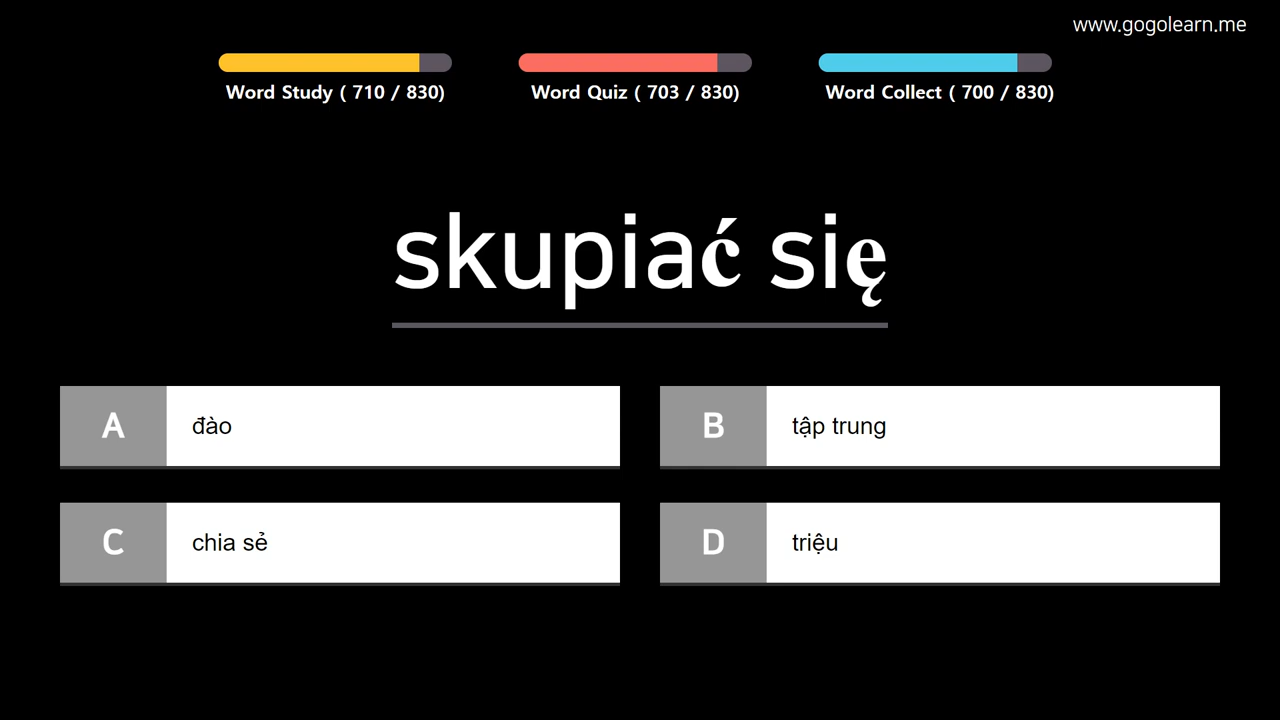 www.gogolearn.me
Word Study ( 710 / 830)
Word Quiz ( 703 / 830)
Word Collect ( 700 / 830)
skupiać się
A đào
B tập trung
C chia sẻ
D triệu